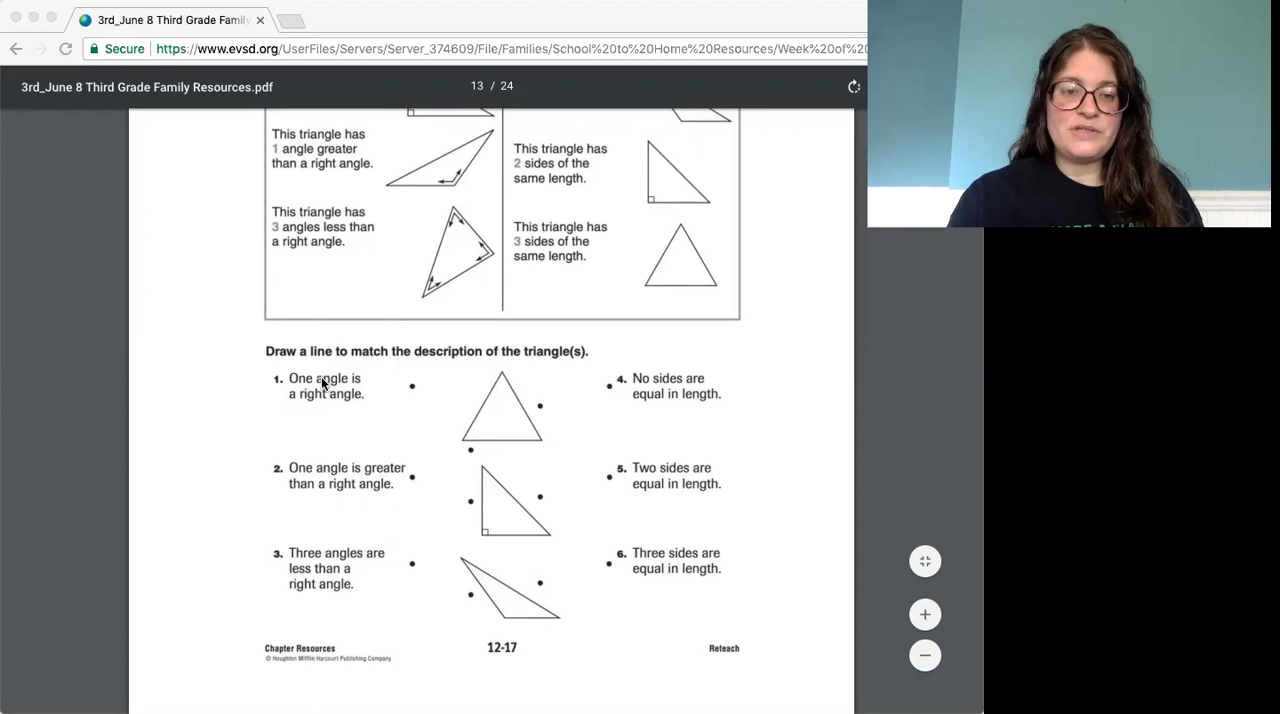 3rd_June 8 Third Grade Family
Secure https://www.evsd.org/UserFiles/Servers/Server_374609/File/Families/School%20to%20Home%20Resources/Week%20of%20
3rd_June 8 Third Grade Family Resources.pdf
13 / 24
This triangle has
1 angle greater
than a right angle.
This triangle has
3 angles less than
a right angle.
This triangle has
2 sides of the
same length.
This triangle has
3 sides of the
same length.
Draw a line to match the description of the triangle(s).
1. One angle is
a right angle.
2. One angle is greater
than a right angle.
3. Three angles are
less than a
right angle.
4. No sides are
equal in length.
5. Two sides are
equal in length.
6. Three sides are
equal in length.
Chapter Resources
© Houghton Mifflin Harcourt Publishing Company
12-17
Reteach